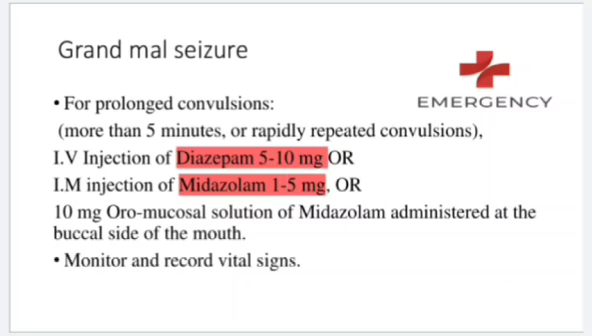 Grand mal seizure
EMERGENCY
• For prolonged convulsions:
(more than 5 minutes, or rapidly repeated convulsions),
I.V Injection of Diazepam 5-10 mg OR
I.M injection of Midazolam 1-5 mg, OR
10 mg Oro-mucosal solution of Midazolam administered at the
buccal side of the mouth.
• Monitor and record vital signs.